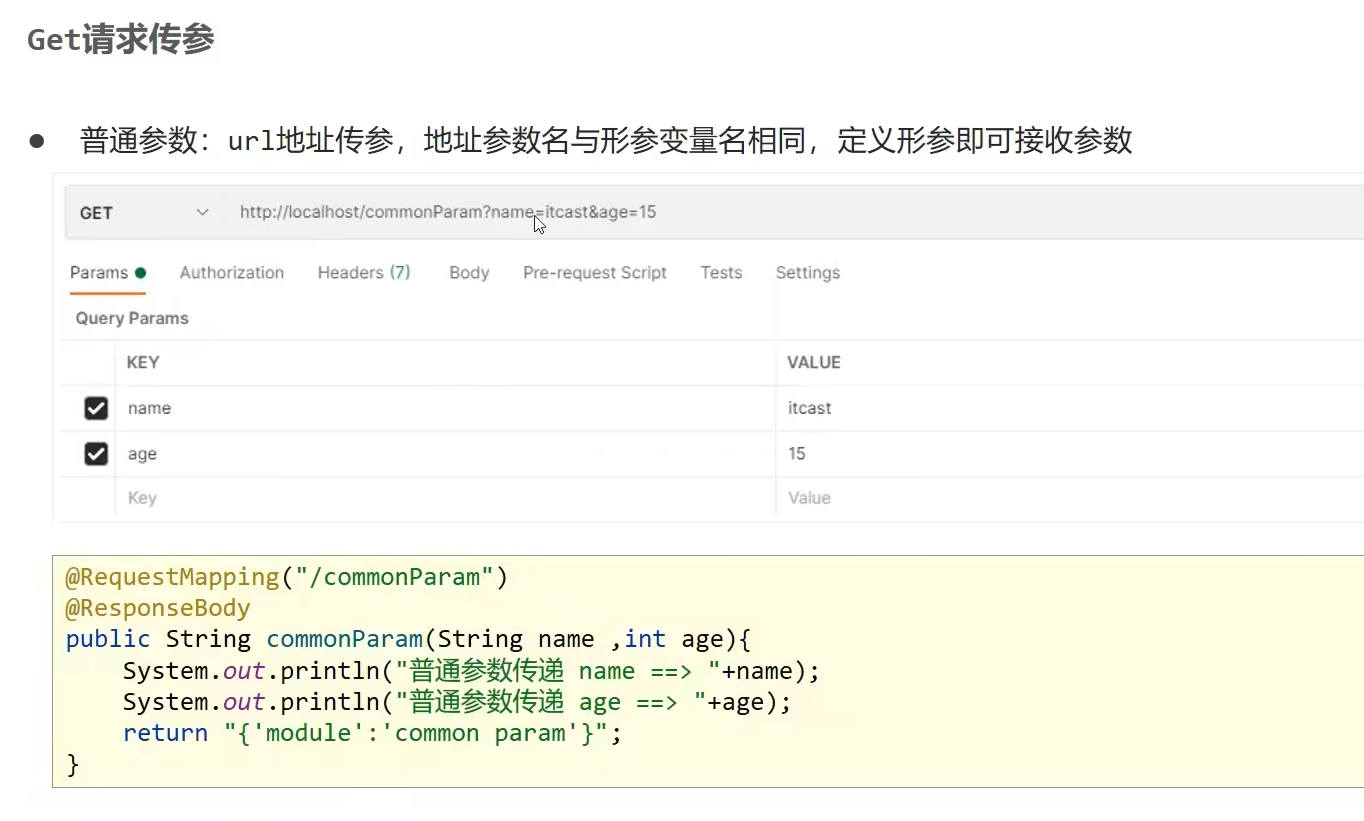 Get请求传参
● 普通参数：url地址传参，地址参数名与形参变量名相同，定义形参即可接收参数
GET http://localhost/commonParam?name=itcast&age=15
Params Authorization Headers (7) Body Pre-request Script Tests Settings
Query Params
KEY VALUE
name itcast
age 15
Key Value
@RequestMapping("/commonParam")
@ResponseBody
public String commonParam(String name ,int age){
    System.out.println("普通参数传递 name ==> "+name);
    System.out.println("普通参数传递 age ==> "+age);
    return "{'module':'common param'}";
}